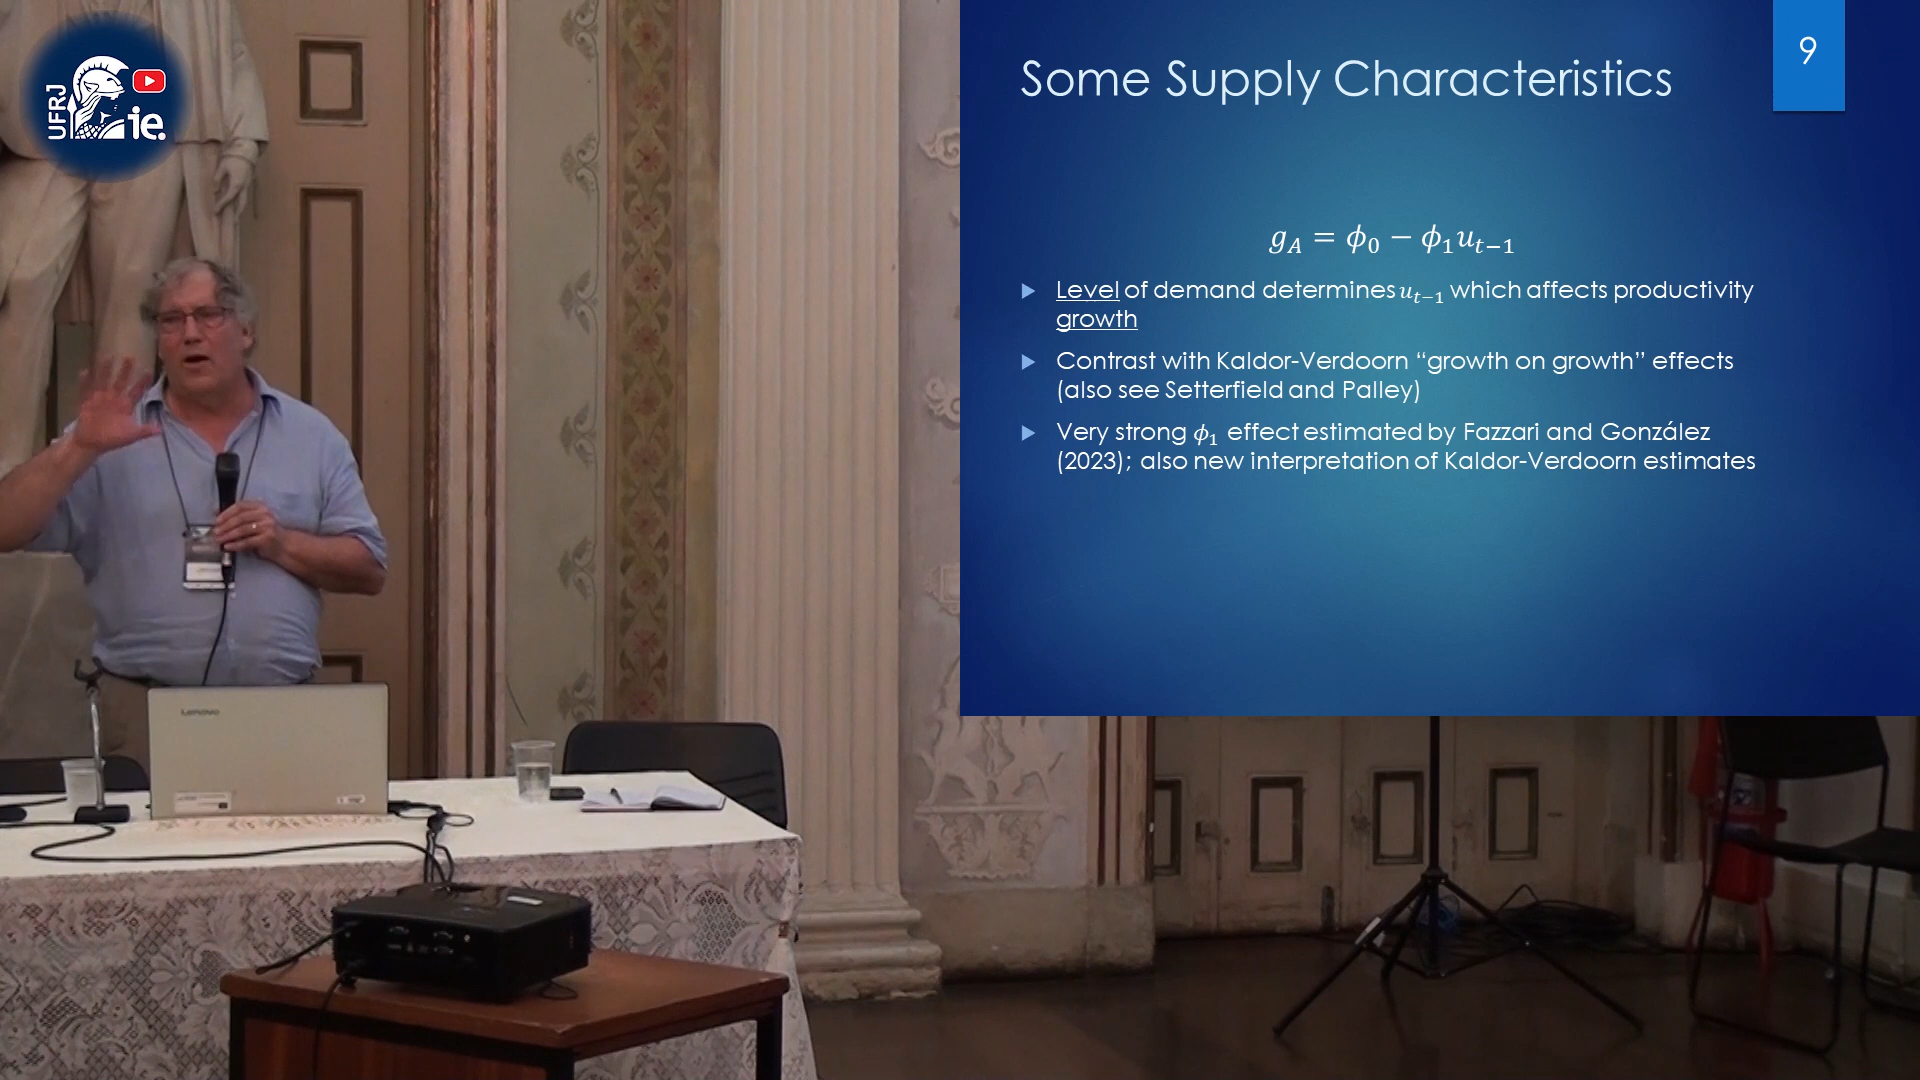 UFRJ
ie.
Some Supply Characteristics
9
g_A = ϕ_0 − ϕ_1 u_{t−1}
Level of demand determines u_{t−1} which affects productivity
growth
Contrast with Kaldor-Verdoorn “growth on growth” effects
(also see Setterfield and Palley)
Very strong ϕ_1 effect estimated by Fazzari and González
(2023); also new interpretation of Kaldor-Verdoorn estimates
Lenovo